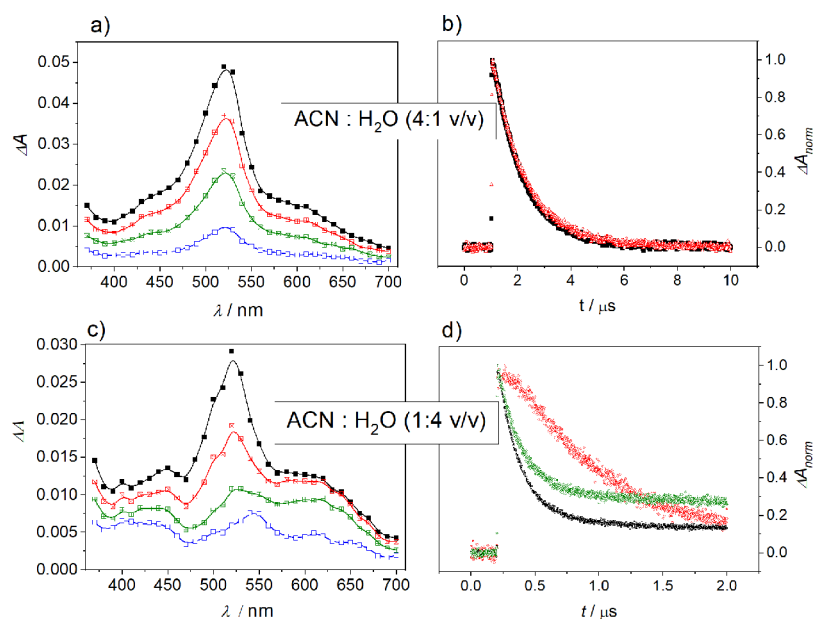 a)
b)
0.05
0.04
0.03
0.02
0.01
0.00
ΔA
400 450 500 550 600 650 700
λ / nm
ACN : H₂O (4:1 v/v)
1.0
0.8
0.6
0.4
0.2
0.0
ΔA norm
0 2 4 6 8 10
t / μs
c)
d)
0.030
0.025
0.020
0.015
0.010
0.005
0.000
ΔA
400 450 500 550 600 650 700
λ / nm
ACN : H₂O (1:4 v/v)
1.0
0.8
0.6
0.4
0.2
0.0
ΔA norm
0.0 0.5 1.0 1.5 2.0
t / μs